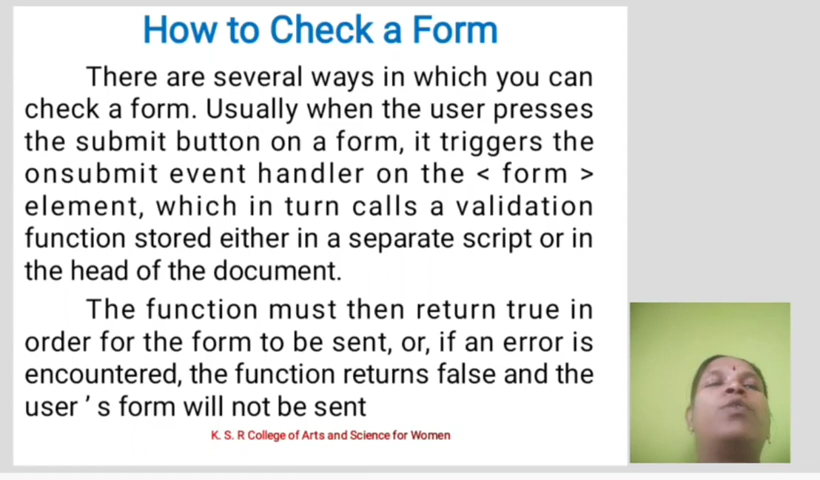 How to Check a Form
There are several ways in which you can
check a form. Usually when the user presses
the submit button on a form, it triggers the
onsubmit event handler on the < form >
element, which in turn calls a validation
function stored either in a separate script or in
the head of the document.
The function must then return true in
order for the form to be sent, or, if an error is
encountered, the function returns false and the
user ’ s form will not be sent
K. S. R College of Arts and Science for Women